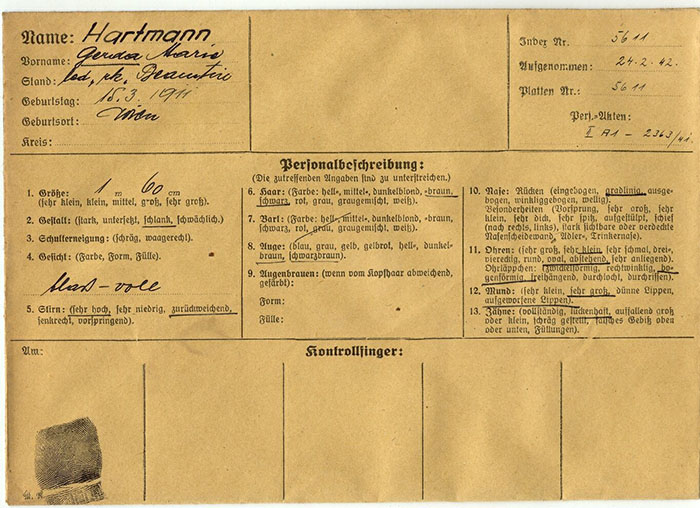 Name: Hartmann
Vorname: Gerda Marie
Stand: led. rk. Beamtin
Geburtstag: 15.3.1911
Geburtsort: Wien
Kreis:
Index Nr. 5611
Aufgenommen: 24.2.42.
Platten Nr.: 5611
Pers.-Akten:
II A1 - 2363/41
Personalbeschreibung:
(Die zutreffenden Angaben sind zu unterstreichen.)
1. Größe: 1 m 60 cm
(sehr klein, klein, mittel, groß, sehr groß).
2. Gestalt: (stark, untersetzt, schlank, schwächlich).
3. Schulterneigung: (schräg, waagerecht).
4. Gesicht: (Farbe, Form, Fülle).
blaß - voll
5. Stirn: (sehr hoch, sehr niedrig, zurückweichend,
senkrecht, vorspringend).
6. Haar: (Farbe: hell-, mittel-, dunkelblond, -braun,
schwarz, rot, grau, graugemischt, weiß).
7. Bart: (Farbe: hell-, mittel-, dunkelblond, -braun,
schwarz, rot, grau, graugemischt, weiß).
8. Auge: (blau, grau, gelb, gelbrot, hell-, dunkel-
braun, schwarzbraun).
9. Augenbrauen: (wenn vom Kopfhaar abweichend,
gefärbt):
Form:
Fülle:
10. Nase: Rücken (eingebogen, gradlinig, ausge-
bogen, winkliggebogen, wellig).
Besonderheiten (Vorsprung, sehr groß, sehr
klein, sehr dick, sehr spitz, aufgestülpt, schief
(nach rechts, links), stark sichtbare oder verdeckte
Nasenscheidewand, Adler-, Trinkernase).
11. Ohren: (sehr groß, sehr klein, sehr schmal, drei-,
viereckig, rund, oval, abstehend, sehr anliegend).
Ohrläppchen: (zwickelförmig, rechtwinklig, bo-
genförmig, freihängend, durchlocht, durchrissen).
12. Mund: (sehr klein, sehr groß, dünne Lippen,
aufgeworfene Lippen).
13. Zähne: (vollständig, lückenhaft, auffallend groß
oder klein, schräg gestellt, falsches Gebiß oben
oder unten, Füllungen).
Am:
Kontrollfinger: